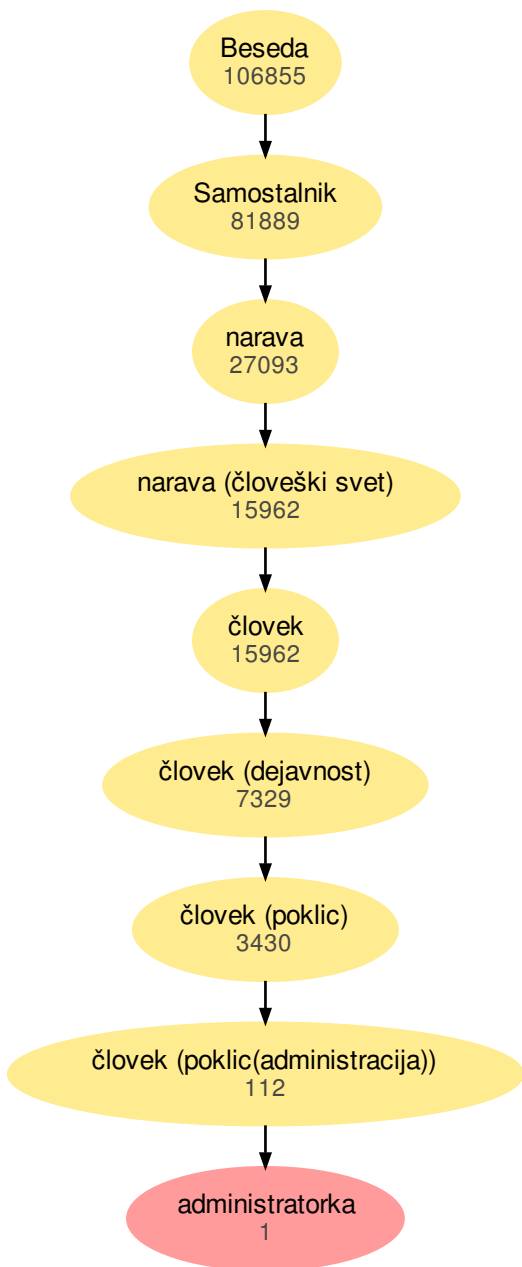 Beseda
106855
Samostalnik
81889
narava
27093
narava (človeški svet)
15962
človek
15962
človek (dejavnost)
7329
človek (poklic)
3430
človek (poklic(administracija))
112
administratorka
1